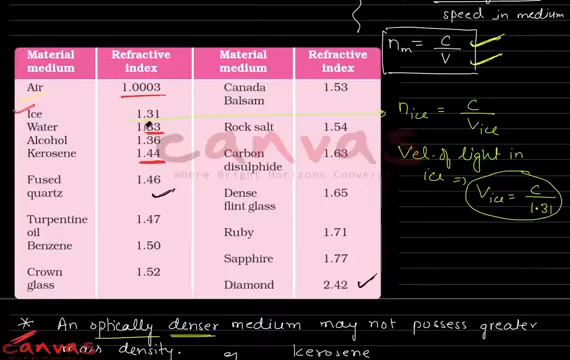 speed in medium
n_m = C / V
Material medium Refractive index Material medium Refractive index
Air 1.0003 Canada Balsam 1.53
Ice 1.31
Water 1.33 Rock salt 1.54
Alcohol 1.36
Kerosene 1.44 Carbon disulphide 1.63
Fused quartz 1.46 Dense flint glass 1.65
Turpentine oil 1.47 Ruby 1.71
Benzene 1.50
Sapphire 1.77
Crown glass 1.52 Diamond 2.42
canvas
where Bright Horizons Converge
n_ice = C / V_ice
Vel. of light in
ice => V_ice = C / 1.31
* An optically denser medium may not possess greater
mass density. kerosene
canvas